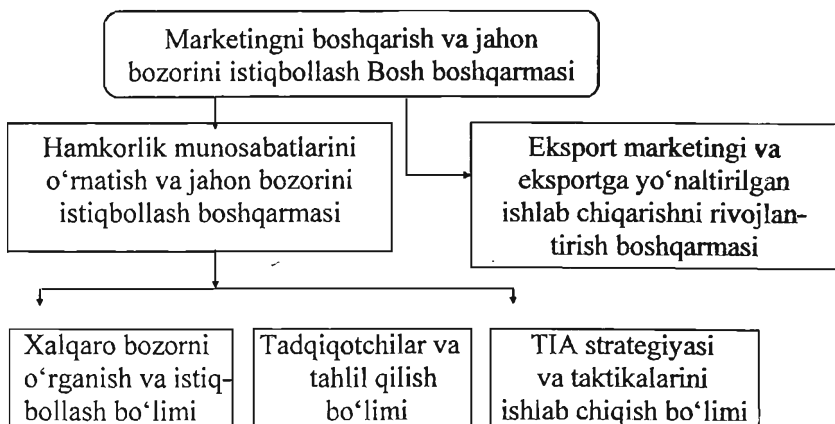 Marketingni boshqarish va jahon
bozorini istiqbollash Bosh boshqarmasi
Hamkorlik munosabatlarini
o‘rnatish va jahon bozorini
istiqbollash boshqarmasi
Eksport marketingi va
eksportga yo‘naltirilgan
ishlab chiqarishni rivojlan-
tirish boshqarmasi
Xalqaro bozorni
o‘rganish va istiq-
bollash bo‘limi
Tadqiqotchilar va
tahlil qilish
bo‘limi
TIA strategiyasi
va taktikalarini
ishlab chiqish bo‘limi